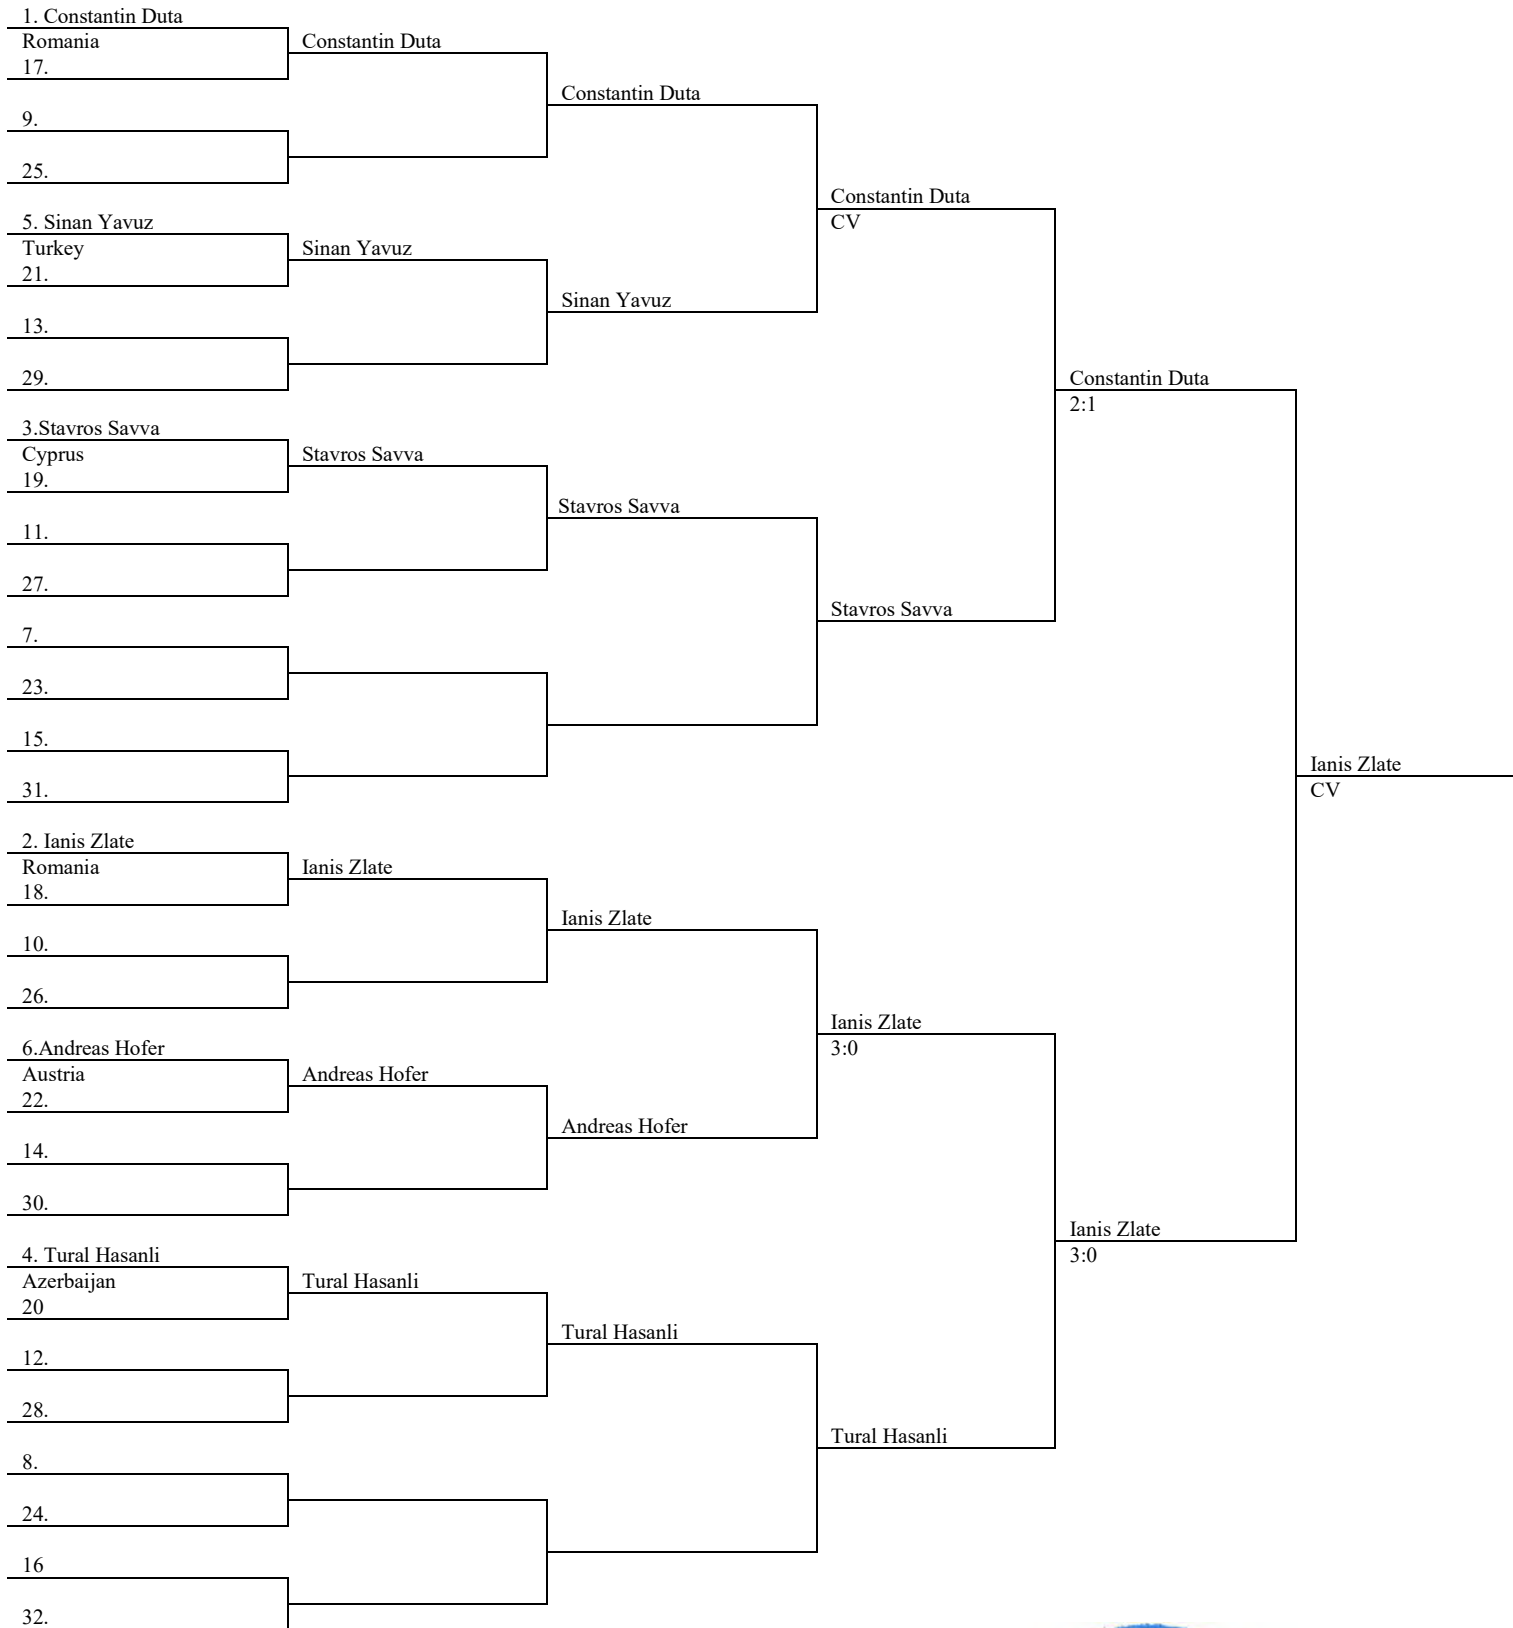 1. Constantin Duta
Romania
17.
Constantin Duta
Constantin Duta
9.
25.
Constantin Duta
CV
5. Sinan Yavuz
Turkey
21.
Sinan Yavuz
Sinan Yavuz
13.
29.
Constantin Duta
2:1
3.Stavros Savva
Cyprus
19.
Stavros Savva
Stavros Savva
11.
27.
Stavros Savva
7.
23.
15.
31.
Ianis Zlate
CV
2. Ianis Zlate
Romania
18.
Ianis Zlate
Ianis Zlate
10.
26.
Ianis Zlate
3:0
6.Andreas Hofer
Austria
22.
Andreas Hofer
Andreas Hofer
14.
30.
Ianis Zlate
3:0
4. Tural Hasanli
Azerbaijan
20
Tural Hasanli
Tural Hasanli
12.
28.
Tural Hasanli
8.
24.
16
32.